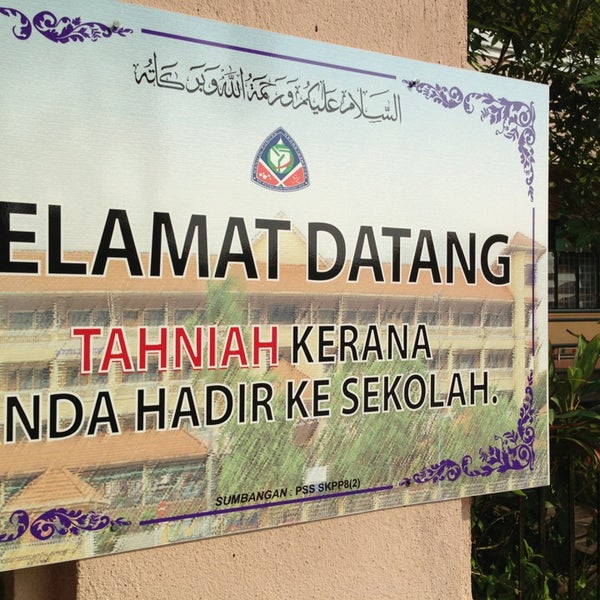 السلام عليكم ورحمة الله وبركاته
ELAMAT DATANG
TAHNIAH KERANA
NDA HADIR KE SEKOLAH.
SUMBANGAN : PSS SKPP8(2)